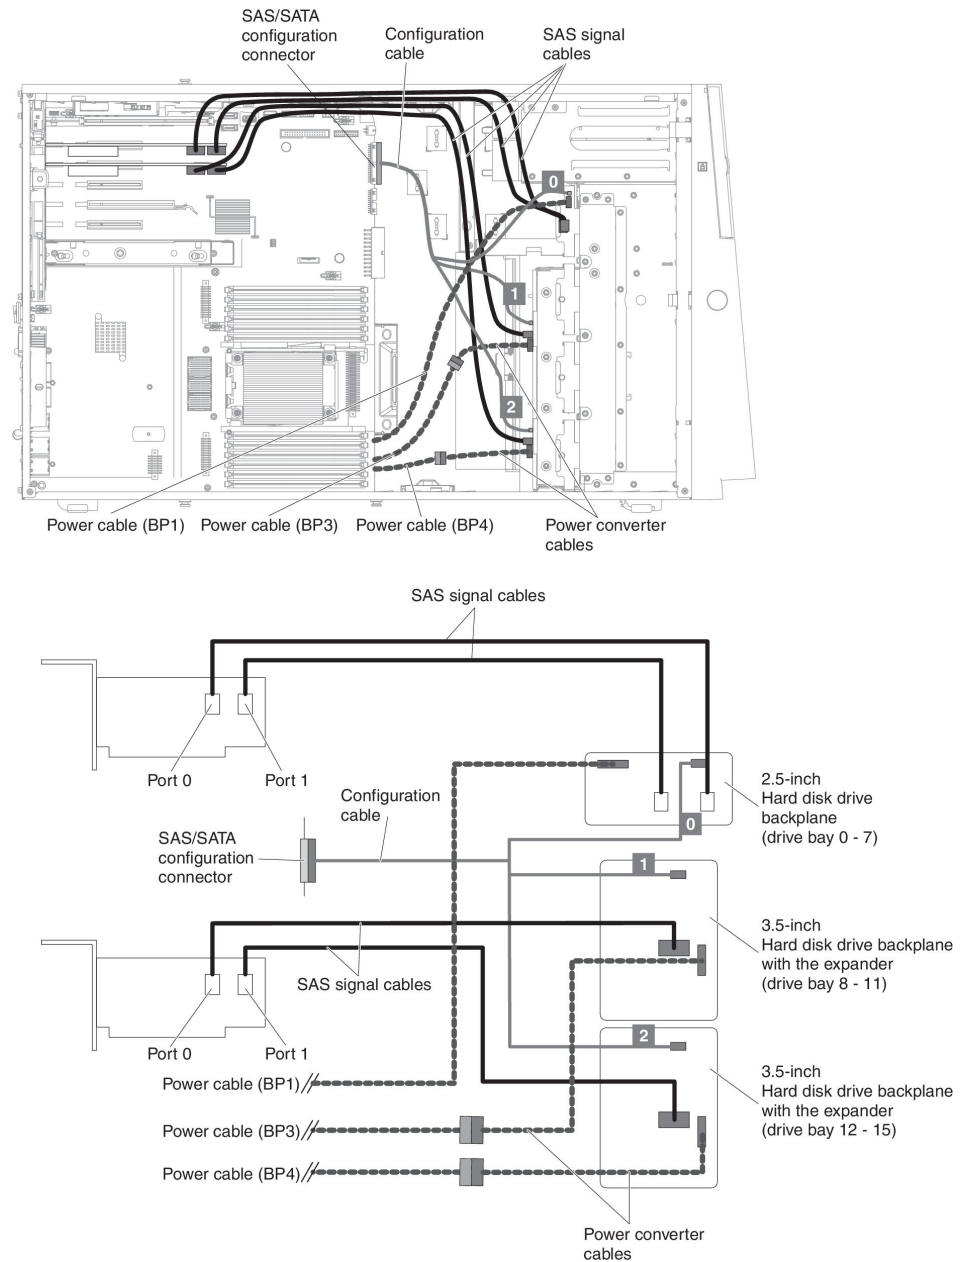 SAS/SATA
configuration
connector
Configuration
cable
SAS signal
cables
0
1
2
Power cable (BP1)
Power cable (BP3)
Power cable (BP4)
Power converter
cables
SAS signal cables
Port 0
Port 1
Configuration
cable
SAS/SATA
configuration
connector
0
2.5-inch
Hard disk drive
backplane
(drive bay 0 - 7)
1
3.5-inch
Hard disk drive backplane
with the expander
(drive bay 8 - 11)
SAS signal cables
Port 0
Port 1
2
3.5-inch
Hard disk drive backplane
with the expander
(drive bay 12 - 15)
Power cable (BP1)
Power cable (BP3)
Power cable (BP4)
Power converter
cables